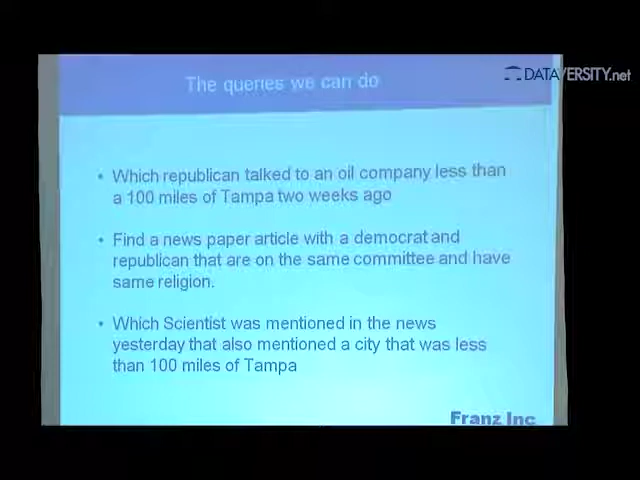 The queries we can do
DATAVERSITY.net
• Which republican talked to an oil company less than
a 100 miles of Tampa two weeks ago
• Find a news paper article with a democrat and
republican that are on the same committee and have
same religion.
• Which Scientist was mentioned in the news
yesterday that also mentioned a city that was less
than 100 miles of Tampa
Franz Inc